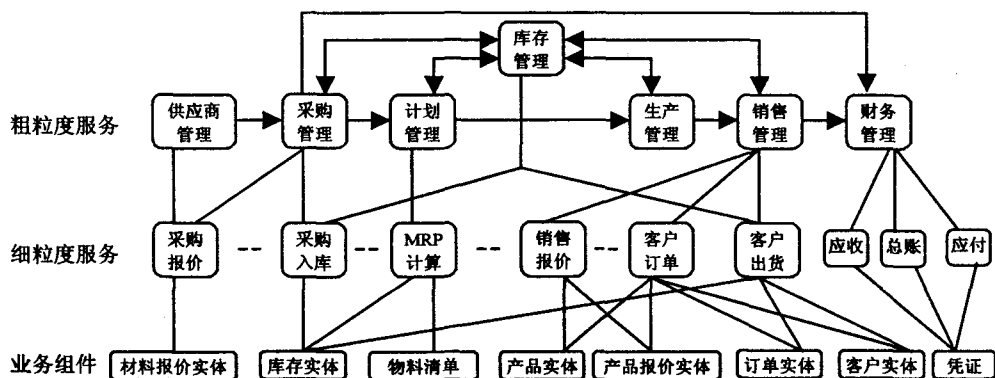 库存
管理
粗粒度服务
供应商
管理
采购
管理
计划
管理
生产
管理
销售
管理
财务
管理
细粒度服务
采购
报价
采购
入库
MRP
计算
销售
报价
客户
订单
客户
出货
应收
总账
应付
业务组件
材料报价实体
库存实体
物料清单
产品实体
产品报价实体
订单实体
客户实体
凭证